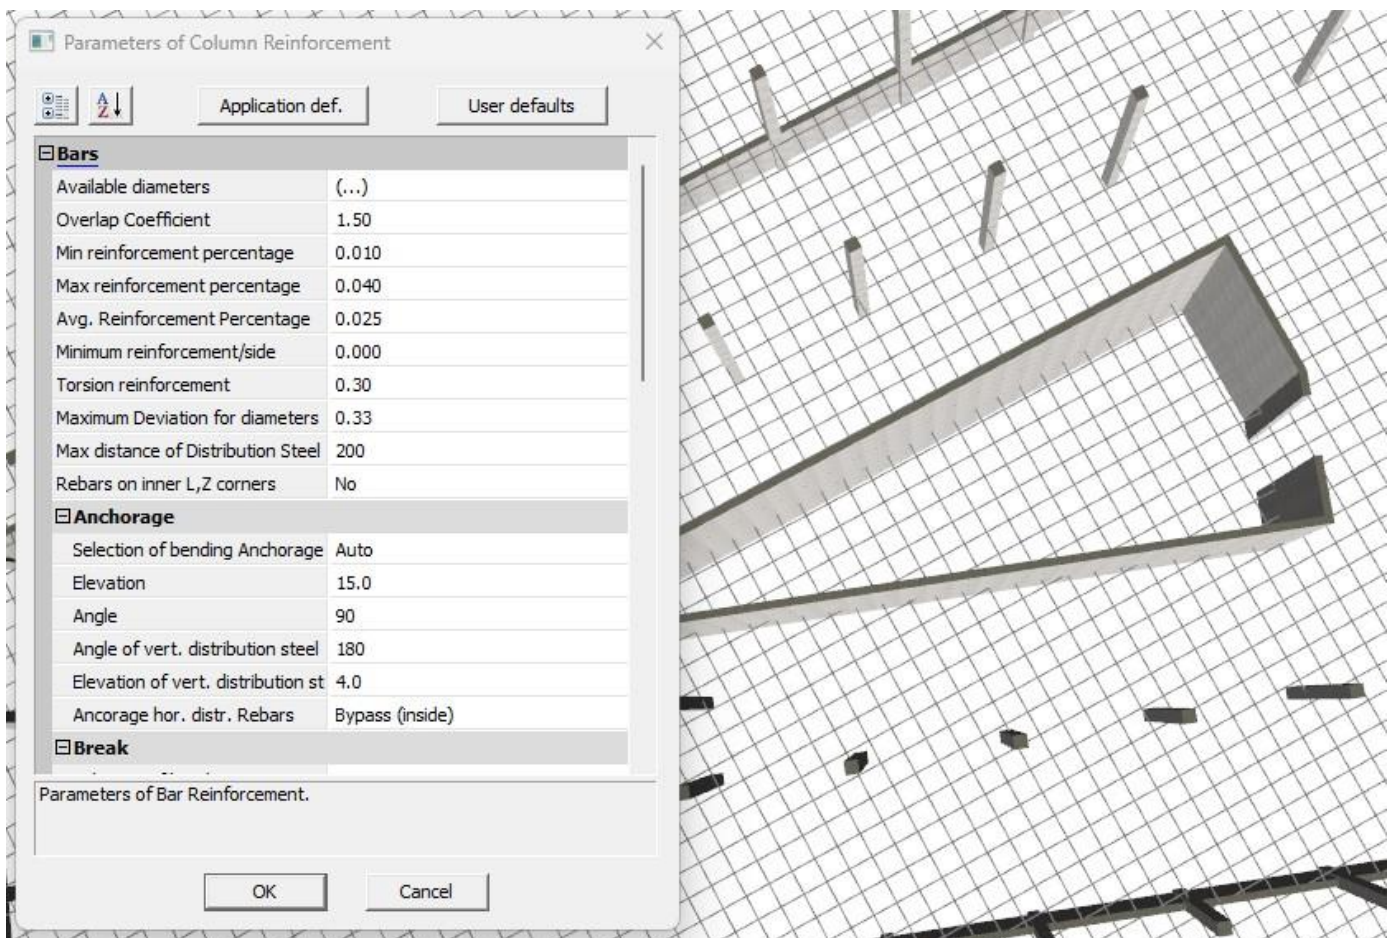 Parameters of Column Reinforcement
Application def. User defaults
Bars
Available diameters (...)
Overlap Coefficient 1.50
Min reinforcement percentage 0.010
Max reinforcement percentage 0.040
Avg. Reinforcement Percentage 0.025
Minimum reinforcement/side 0.000
Torsion reinforcement 0.30
Maximum Deviation for diameters 0.33
Max distance of Distribution Steel 200
Rebars on inner L,Z corners No
Anchorage
Selection of bending Anchorage Auto
Elevation 15.0
Angle 90
Angle of vert. distribution steel 180
Elevation of vert. distribution st 4.0
Ancorage hor. distr. Rebars Bypass (inside)
Break
Parameters of Bar Reinforcement.
OK Cancel